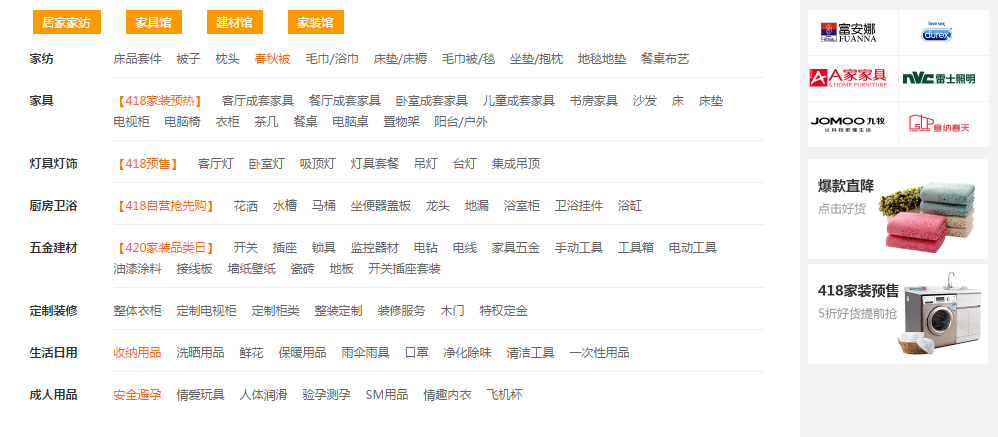 居家家纺 家具馆 建材馆 家装馆
家纺 床品套件 被子 枕头 春秋被 毛巾/浴巾 床垫/床褥 毛巾被/毯 坐垫/抱枕 地毯地垫 餐桌布艺
家具 【418家装预热】 客厅成套家具 餐厅成套家具 卧室成套家具 儿童成套家具 书房家具 沙发 床 床垫
电视柜 电脑椅 衣柜 茶几 餐桌 电脑桌 置物架 阳台/户外
灯具灯饰 【418预售】 客厅灯 卧室灯 吸顶灯 灯具套餐 吊灯 台灯 集成吊顶
厨房卫浴 【418自营抢先购】 花洒 水槽 马桶 坐便器盖板 龙头 地漏 浴室柜 卫浴挂件 浴缸
五金建材 【420家装品类日】 开关 插座 锁具 监控器材 电钻 电线 家具五金 手动工具 工具箱 电动工具
油漆涂料 接线板 墙纸壁纸 瓷砖 地板 开关插座套装
定制装修 整体衣柜 定制电视柜 定制柜类 整装定制 装修服务 木门 特权定金
生活日用 收纳用品 洗晒用品 鲜花 保暖用品 雨伞雨具 口罩 净化除味 清洁工具 一次性用品
成人用品 安全避孕 情爱玩具 人体润滑 验孕测孕 SM用品 情趣内衣 飞机杯
富安娜
FUANNA
love sex
durex
A家家具
A HOME FURNITURE
NVC 雷士照明
JOMOO 九牧
让科技更懂生活
塞纳春天
爆款直降
点击好货
418家装预售
5折好货提前抢